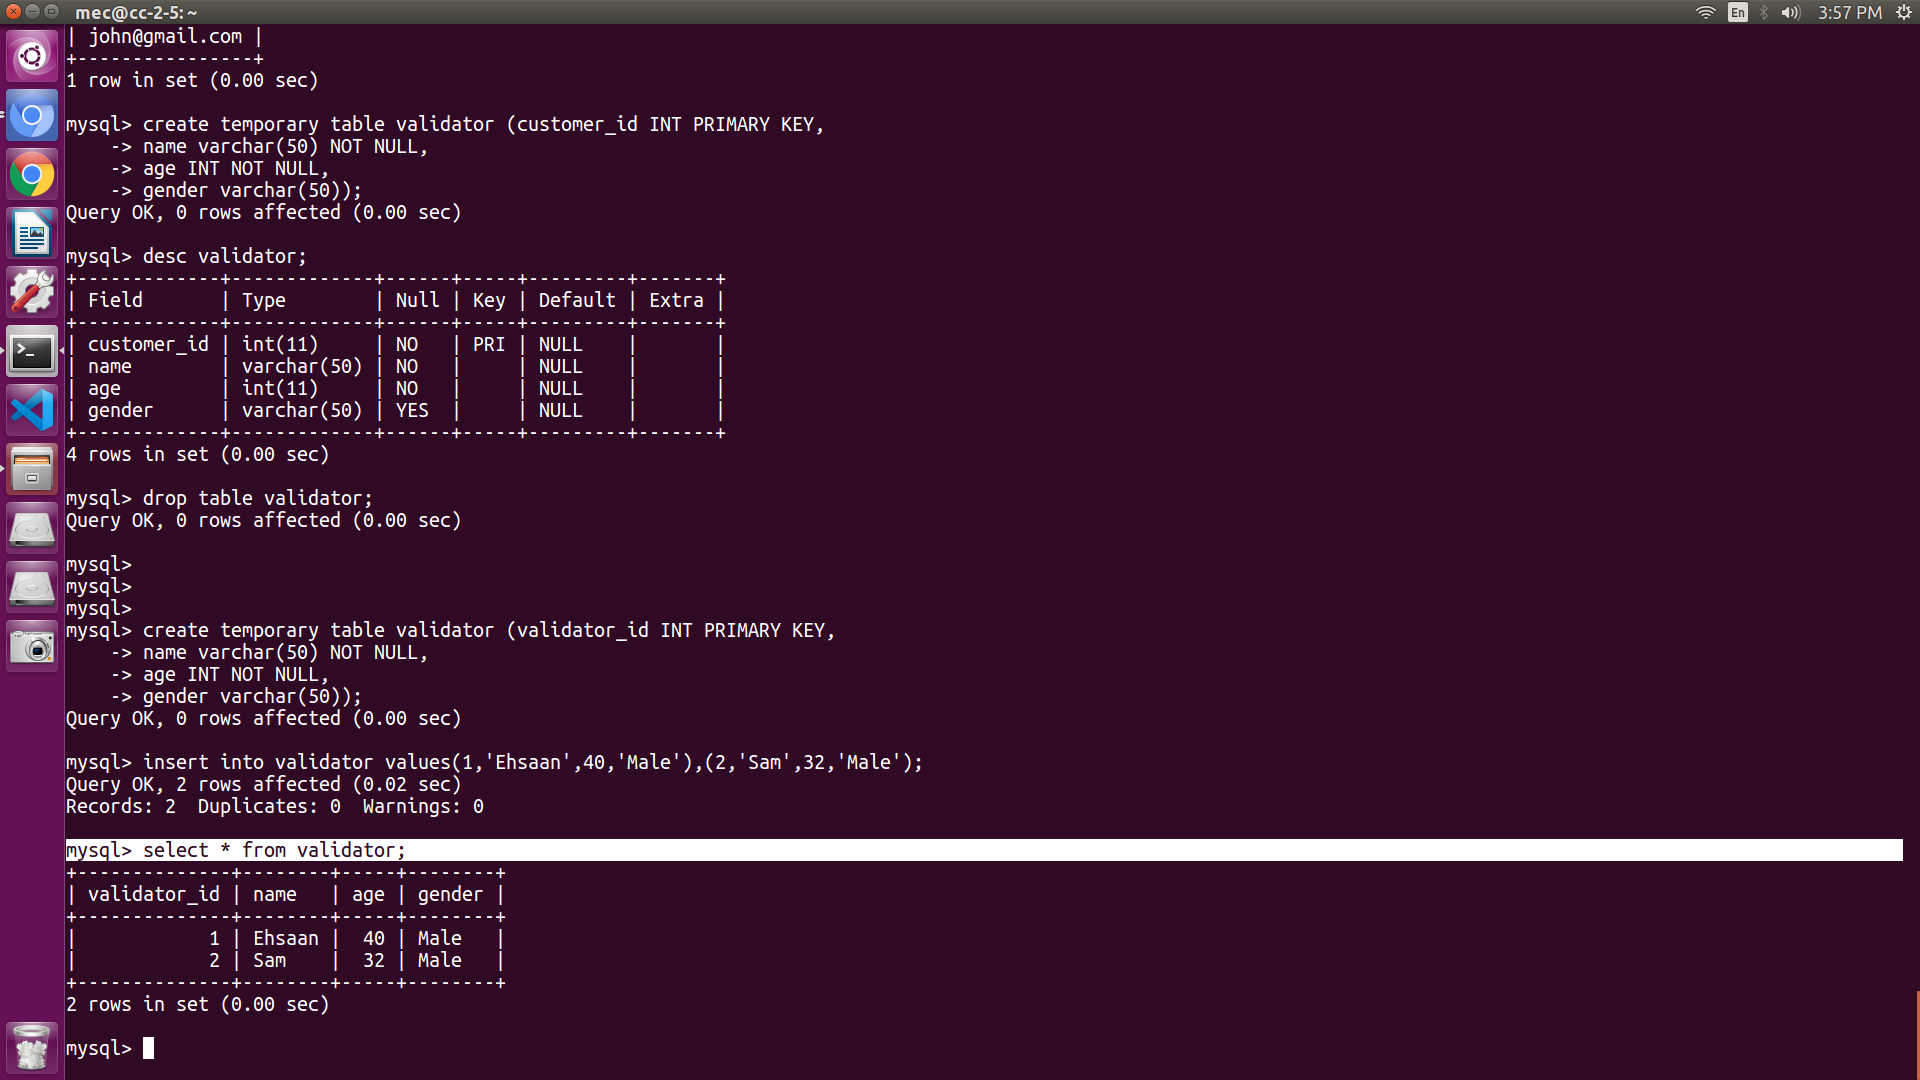 mec@cc-2-5: ~
En
3:57 PM
| john@gmail.com |
+----------------+
1 row in set (0.00 sec)
mysql> create temporary table validator (customer_id INT PRIMARY KEY,
    -> name varchar(50) NOT NULL,
    -> age INT NOT NULL,
    -> gender varchar(50));
Query OK, 0 rows affected (0.00 sec)
mysql> desc validator;
+-------------+-------------+------+-----+---------+-------+
| Field       | Type        | Null | Key | Default | Extra |
+-------------+-------------+------+-----+---------+-------+
| customer_id | int(11)     | NO   | PRI | NULL    |       |
| name        | varchar(50) | NO   |     | NULL    |       |
| age         | int(11)     | NO   |     | NULL    |       |
| gender      | varchar(50) | YES  |     | NULL    |       |
+-------------+-------------+------+-----+---------+-------+
4 rows in set (0.00 sec)
mysql> drop table validator;
Query OK, 0 rows affected (0.00 sec)
mysql>
mysql>
mysql>
mysql> create temporary table validator (validator_id INT PRIMARY KEY,
    -> name varchar(50) NOT NULL,
    -> age INT NOT NULL,
    -> gender varchar(50));
Query OK, 0 rows affected (0.00 sec)
mysql> insert into validator values(1,'Ehsaan',40,'Male'),(2,'Sam',32,'Male');
Query OK, 2 rows affected (0.02 sec)
Records: 2  Duplicates: 0  Warnings: 0
mysql> select * from validator;
+--------------+--------+-----+--------+
| validator_id | name   | age | gender |
+--------------+--------+-----+--------+
|            1 | Ehsaan |  40 | Male   |
|            2 | Sam    |  32 | Male   |
+--------------+--------+-----+--------+
2 rows in set (0.00 sec)
mysql>